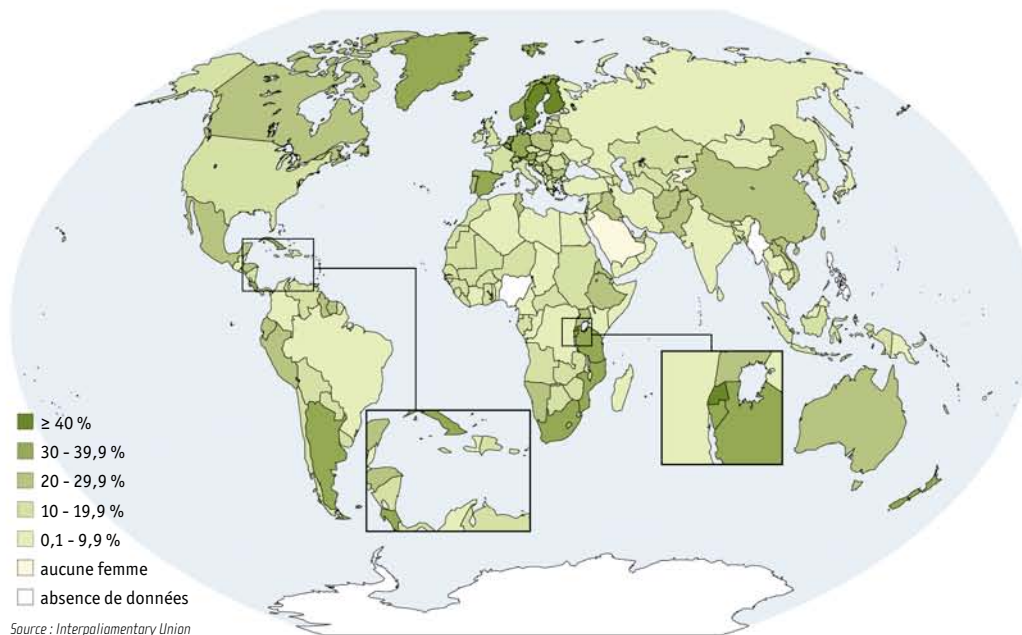 ≥ 40 %
30 - 39,9 %
20 - 29,9 %
10 - 19,9 %
0,1 - 9,9 %
aucune femme
absence de données
Source : Interpaliamentary Union